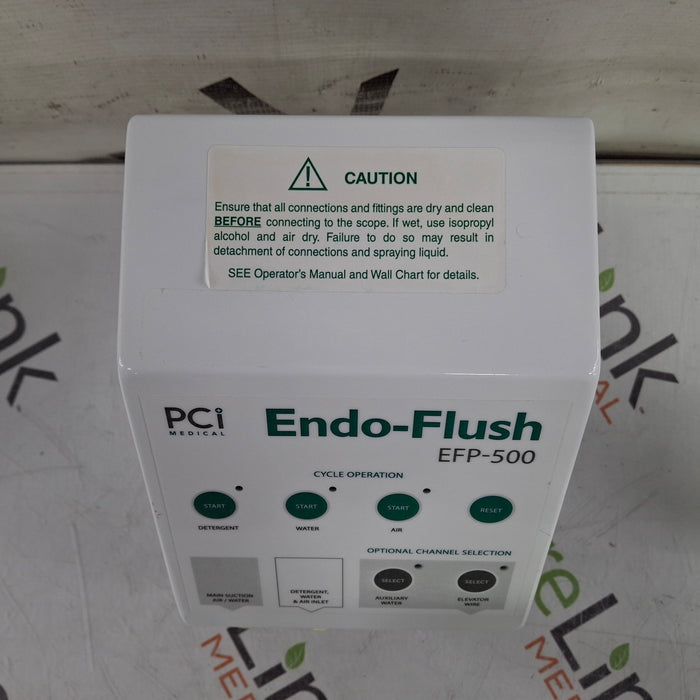 CAUTION
Ensure that all connections and fittings are dry and clean
BEFORE connecting to the scope. If wet, use isopropyl
alcohol and air dry. Failure to do so may result in
detachment of connections and spraying liquid.
SEE Operator's Manual and Wall Chart for details.
PCi
MEDICAL
Endo-Flush
EFP-500
CYCLE OPERATION
START
START
START
RESET
DETERGENT
WATER
AIR
OPTIONAL CHANNEL SELECTION
MAIN SUCTION
AIR / WATER
DETERGENT,
WATER
& AIR INLET
SELECT
AUXILIARY
WATER
SELECT
ELEVATOR
WIRE